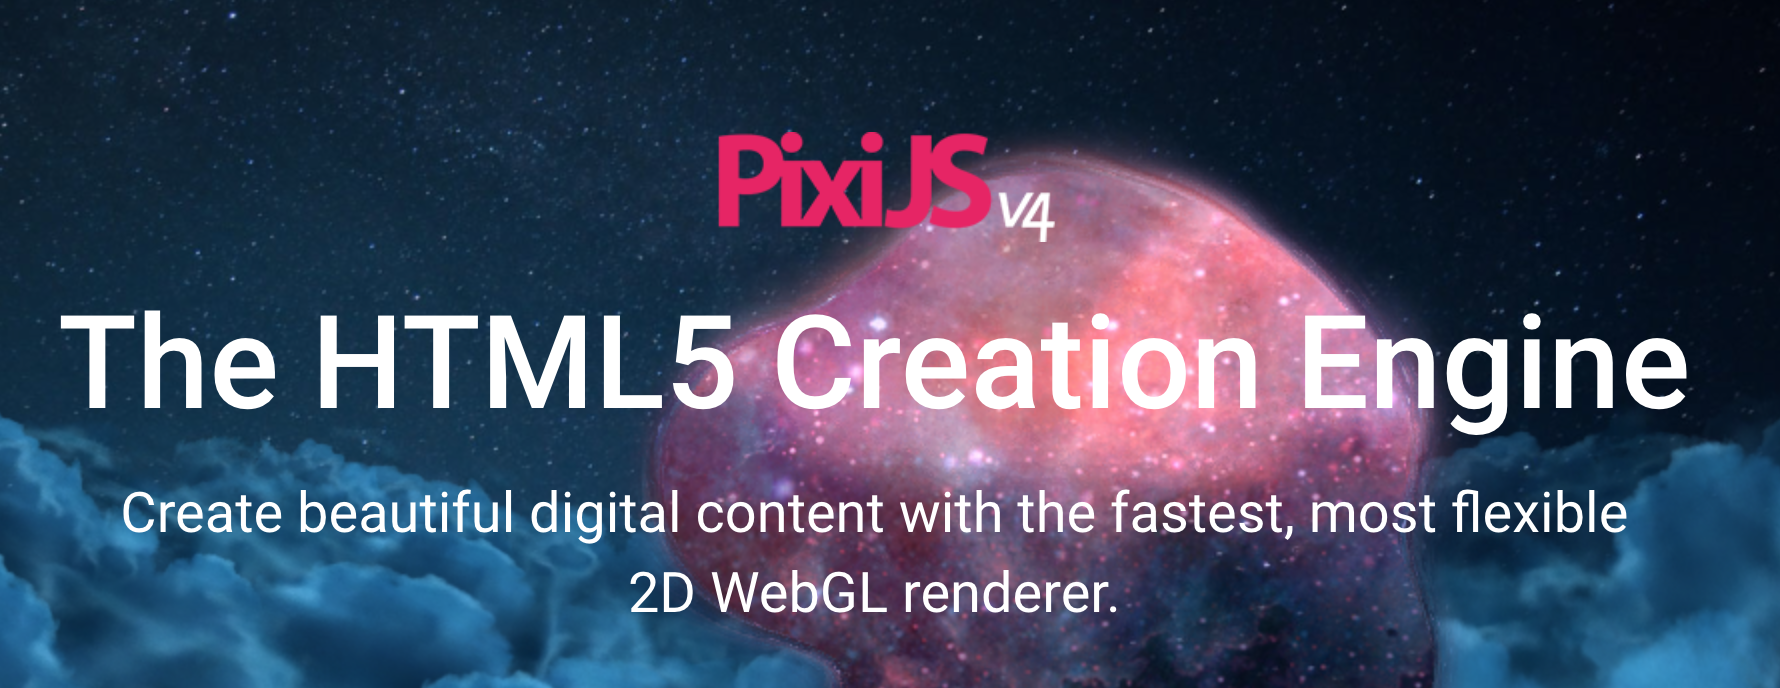 PixiJS v4
The HTML5 Creation Engine
Create beautiful digital content with the fastest, most flexible
2D WebGL renderer.